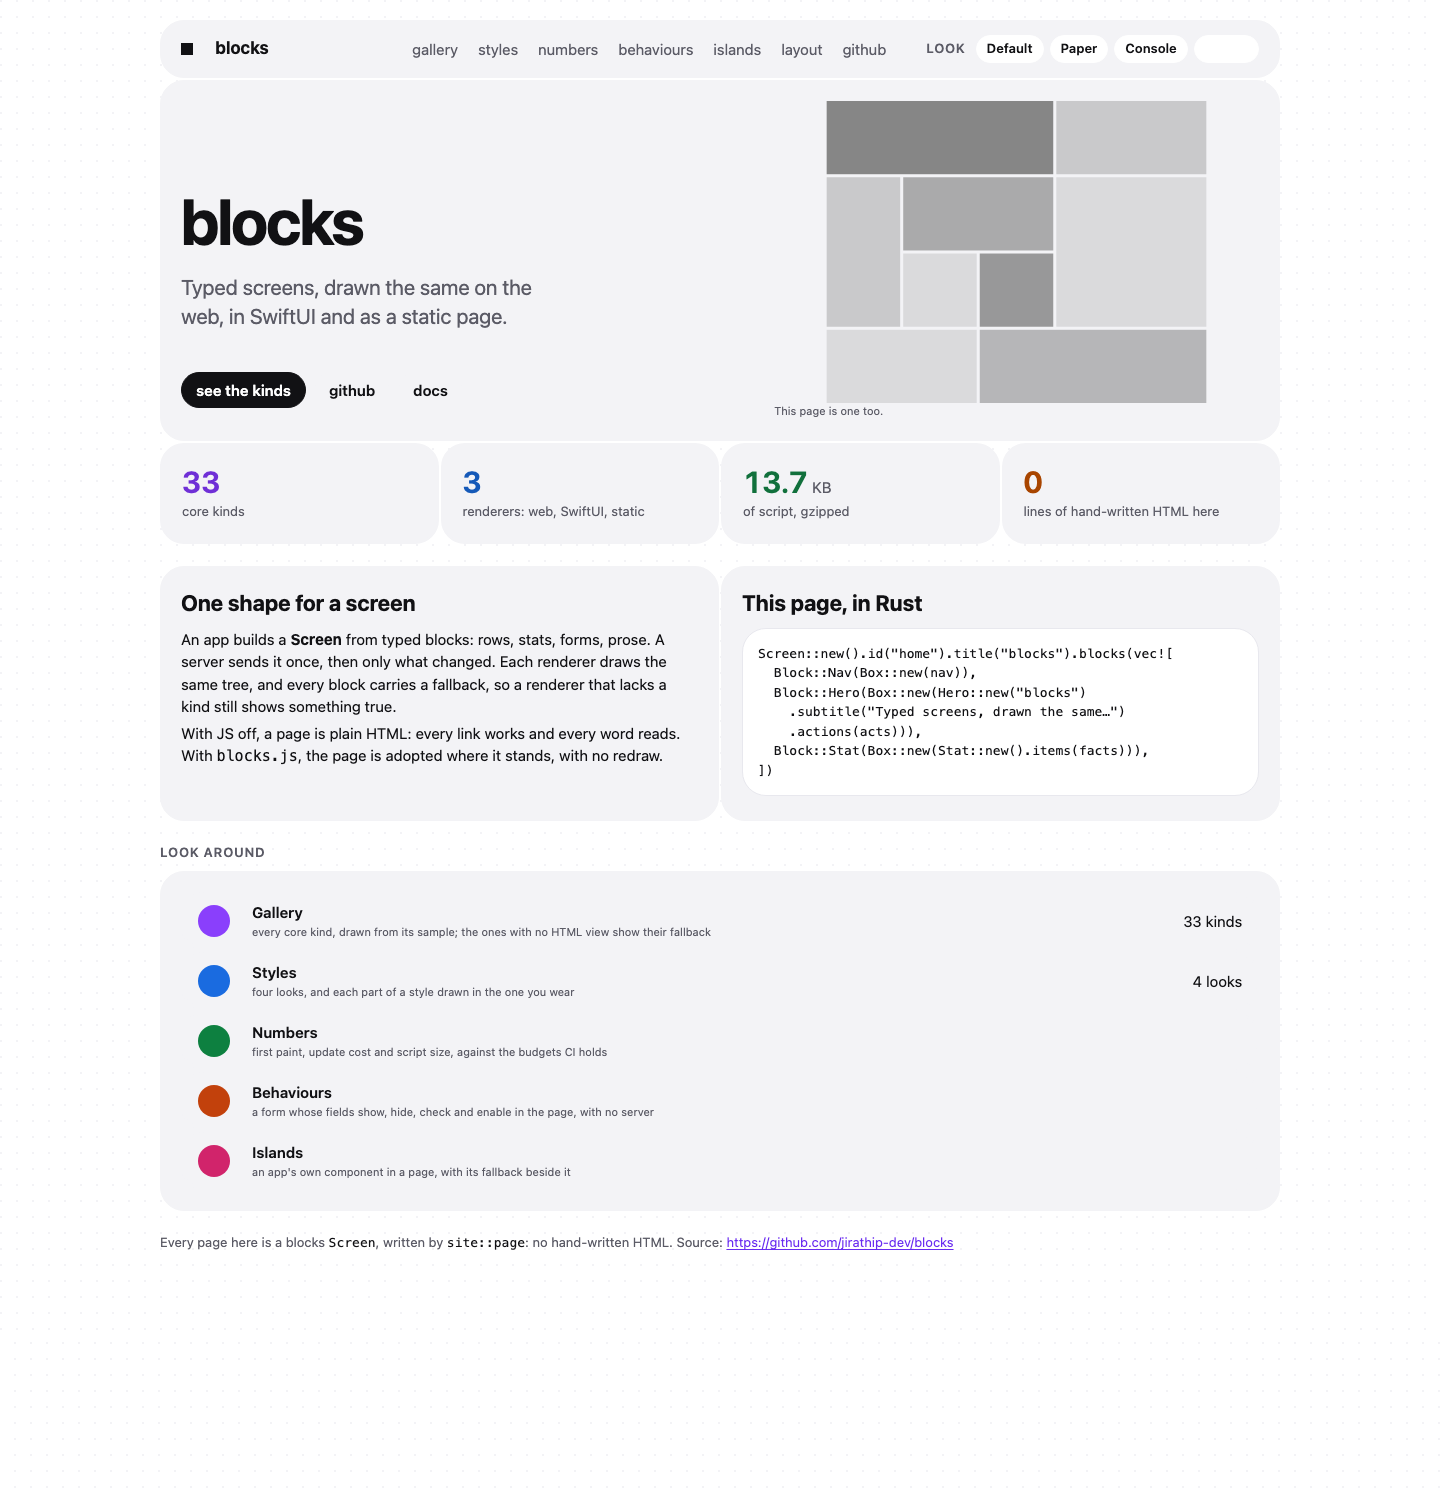 blocks
gallery styles numbers behaviours islands layout github
LOOK Default Paper Console
blocks
Typed screens, drawn the same on the
web, in SwiftUI and as a static page.
see the kinds github docs
This page is one too.
33
core kinds
3
renderers: web, SwiftUI, static
13.7 KB
of script, gzipped
0
lines of hand-written HTML here
One shape for a screen
An app builds a Screen from typed blocks: rows, stats, forms, prose. A
server sends it once, then only what changed. Each renderer draws the
same tree, and every block carries a fallback, so a renderer that lacks a
kind still shows something true.
With JS off, a page is plain HTML: every link works and every word reads.
With blocks.js, the page is adopted where it stands, with no redraw.
This page, in Rust
Screen::new().id("home").title("blocks").blocks(vec![
  Block::Nav(Box::new(nav)),
  Block::Hero(Box::new(Hero::new("blocks")
    .subtitle("Typed screens, drawn the same…")
    .actions(acts))),
  Block::Stat(Box::new(Stat::new().items(facts))),
])
LOOK AROUND
Gallery
every core kind, drawn from its sample; the ones with no HTML view show their fallback
33 kinds
Styles
four looks, and each part of a style drawn in the one you wear
4 looks
Numbers
first paint, update cost and script size, against the budgets CI holds
Behaviours
a form whose fields show, hide, check and enable in the page, with no server
Islands
an app's own component in a page, with its fallback beside it
Every page here is a blocks Screen, written by site::page: no hand-written HTML. Source: https://github.com/jirathip-dev/blocks